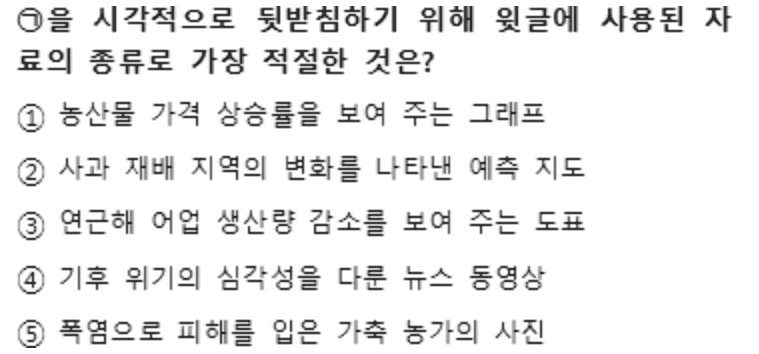 ㉠을 시각적으로 뒷받침하기 위해 윗글에 사용된 자
료의 종류로 가장 적절한 것은?
① 농산물 가격 상승률을 보여 주는 그래프
② 사과 재배 지역의 변화를 나타낸 예측 지도
③ 연근해 어업 생산량 감소를 보여 주는 도표
④ 기후 위기의 심각성을 다룬 뉴스 동영상
⑤ 폭염으로 피해를 입은 가축 농가의 사진